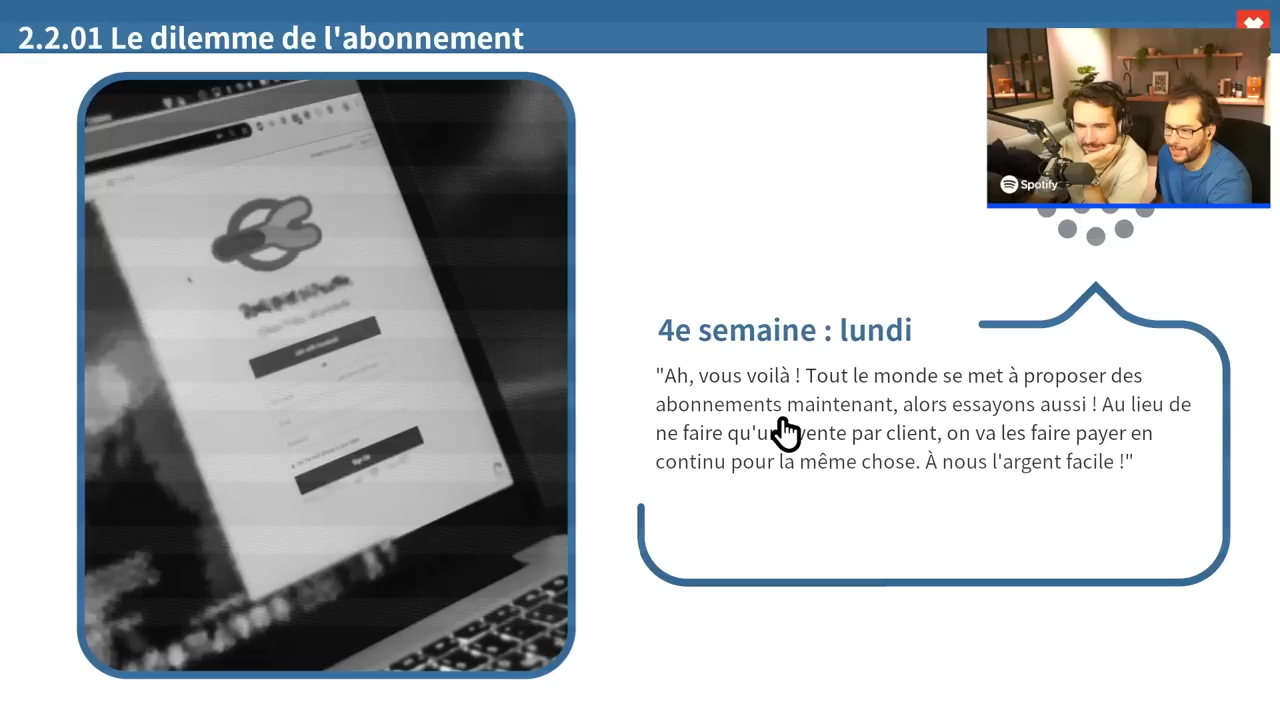 2.2.01 Le dilemme de l'abonnement
Spotify
4e semaine : lundi
"Ah, vous voilà ! Tout le monde se met à proposer des
abonnements maintenant, alors essayons aussi ! Au lieu de
ne faire vente par client, on va les faire payer en
continu pour la même chose. À nous l'argent facile !"